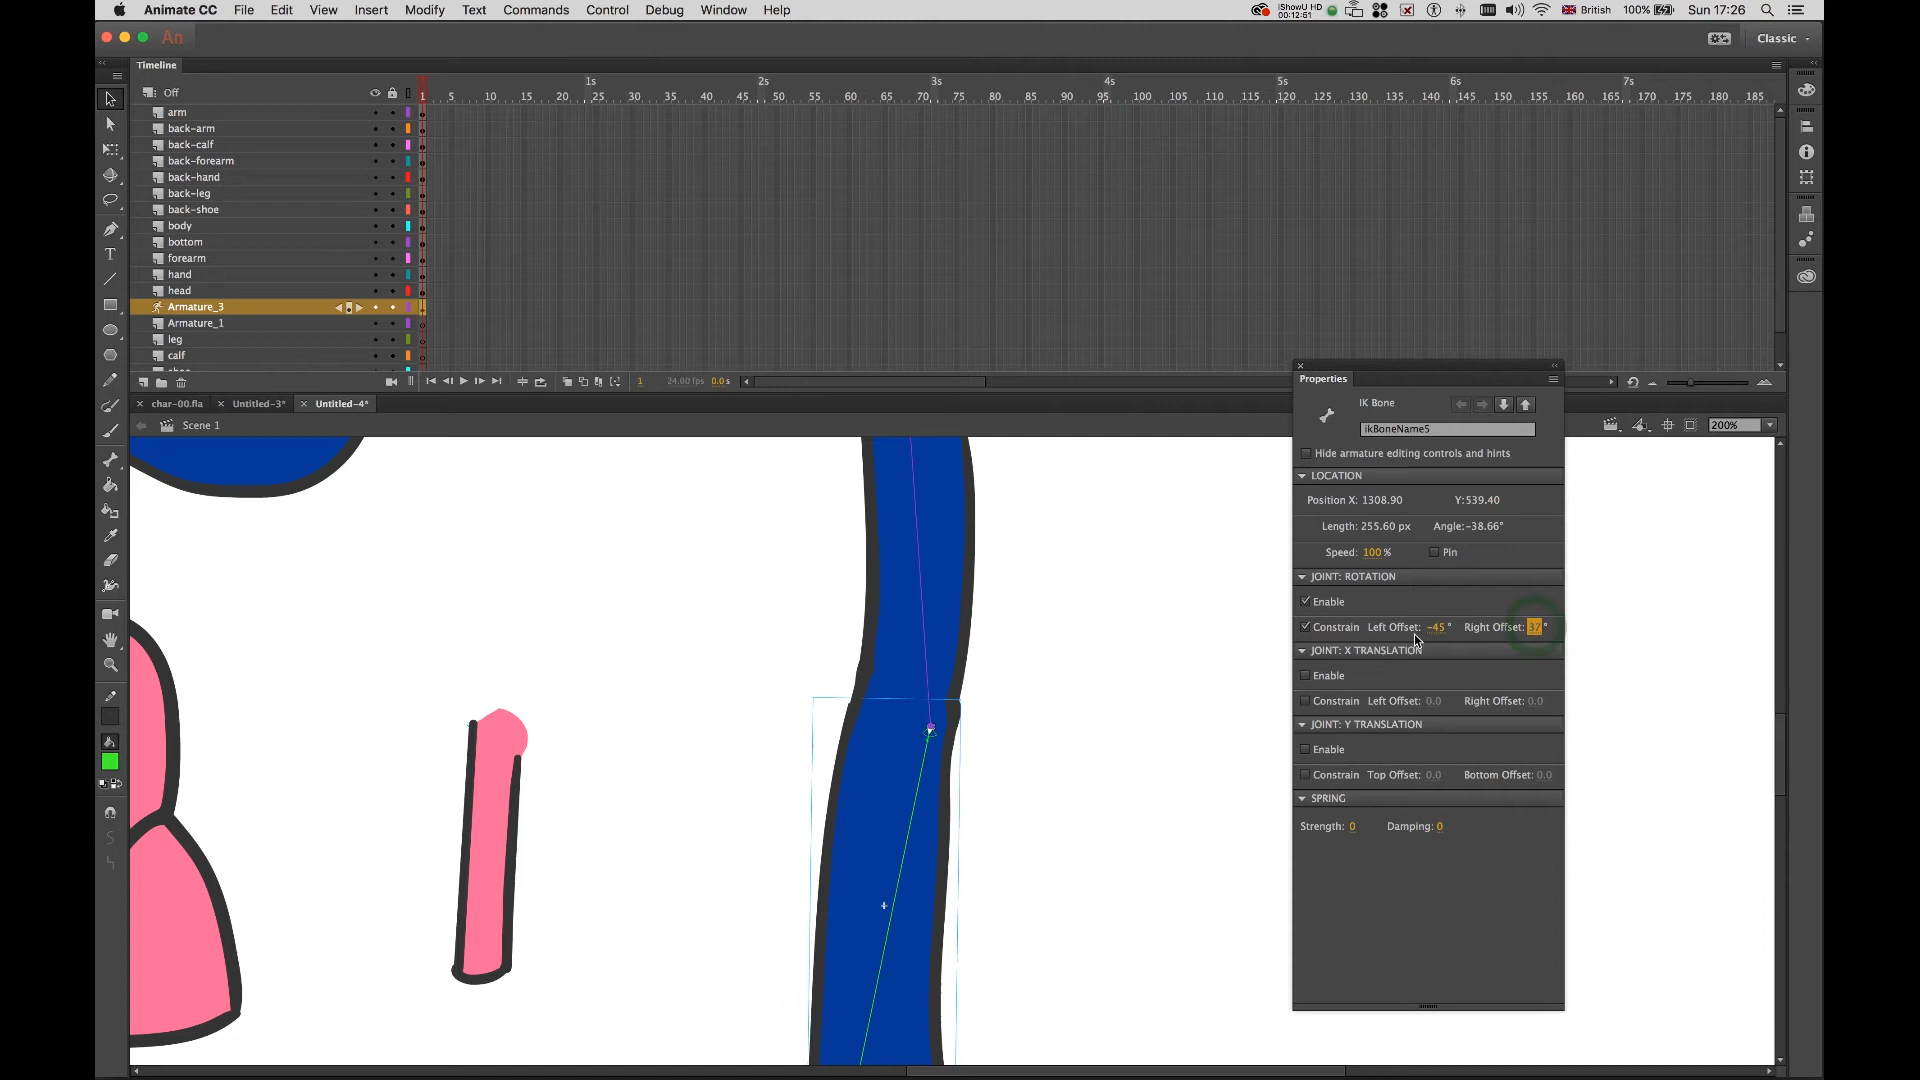 Animate CC File Edit View Insert Modify Text Commands Control Debug Window Help iShowU HD 00:12:51 British 100% Sun 17:26
An Classic
Timeline
Off 1s 2s 3s 4s 5s 6s 7s
1 5 10 15 20 25 30 35 40 45 50 55 60 65 70 75 80 85 90 95 100 105 110 115 120 125 130 135 140 145 150 155 160 165 170 175 180 185
arm
back-arm
back-calf
back-forearm
back-hand
back-leg
back-shoe
body
bottom
forearm
hand
head
Armature_3
Armature_1
leg
calf
1 24.00 fps 0.0 s
char-00.fla Untitled-3* Untitled-4*
Scene 1 200%
Properties
IK Bone
ikBoneName5
Hide armature editing controls and hints
LOCATION
Position X: 1308.90 Y:539.40
Length: 255.60 px Angle:-38.66°
Speed: 100 % Pin
JOINT: ROTATION
Enable
Constrain Left Offset: -45 ° Right Offset: 37 °
JOINT: X TRANSLATION
Enable
Constrain Left Offset: 0.0 Right Offset: 0.0
JOINT: Y TRANSLATION
Enable
Constrain Top Offset: 0.0 Bottom Offset: 0.0
SPRING
Strength: 0 Damping: 0